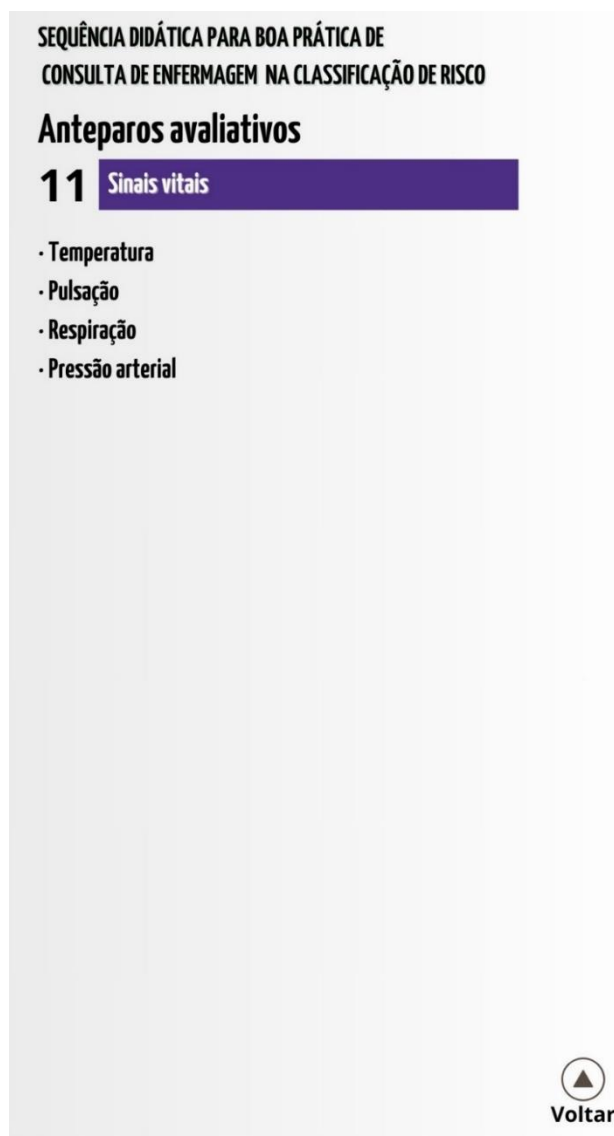 SEQUÊNCIA DIDÁTICA PARA BOA PRÁTICA DE
CONSULTA DE ENFERMAGEM NA CLASSIFICAÇÃO DE RISCO
Anteparos avaliativos
11 Sinais vitais
· Temperatura
· Pulsação
· Respiração
· Pressão arterial
Voltar